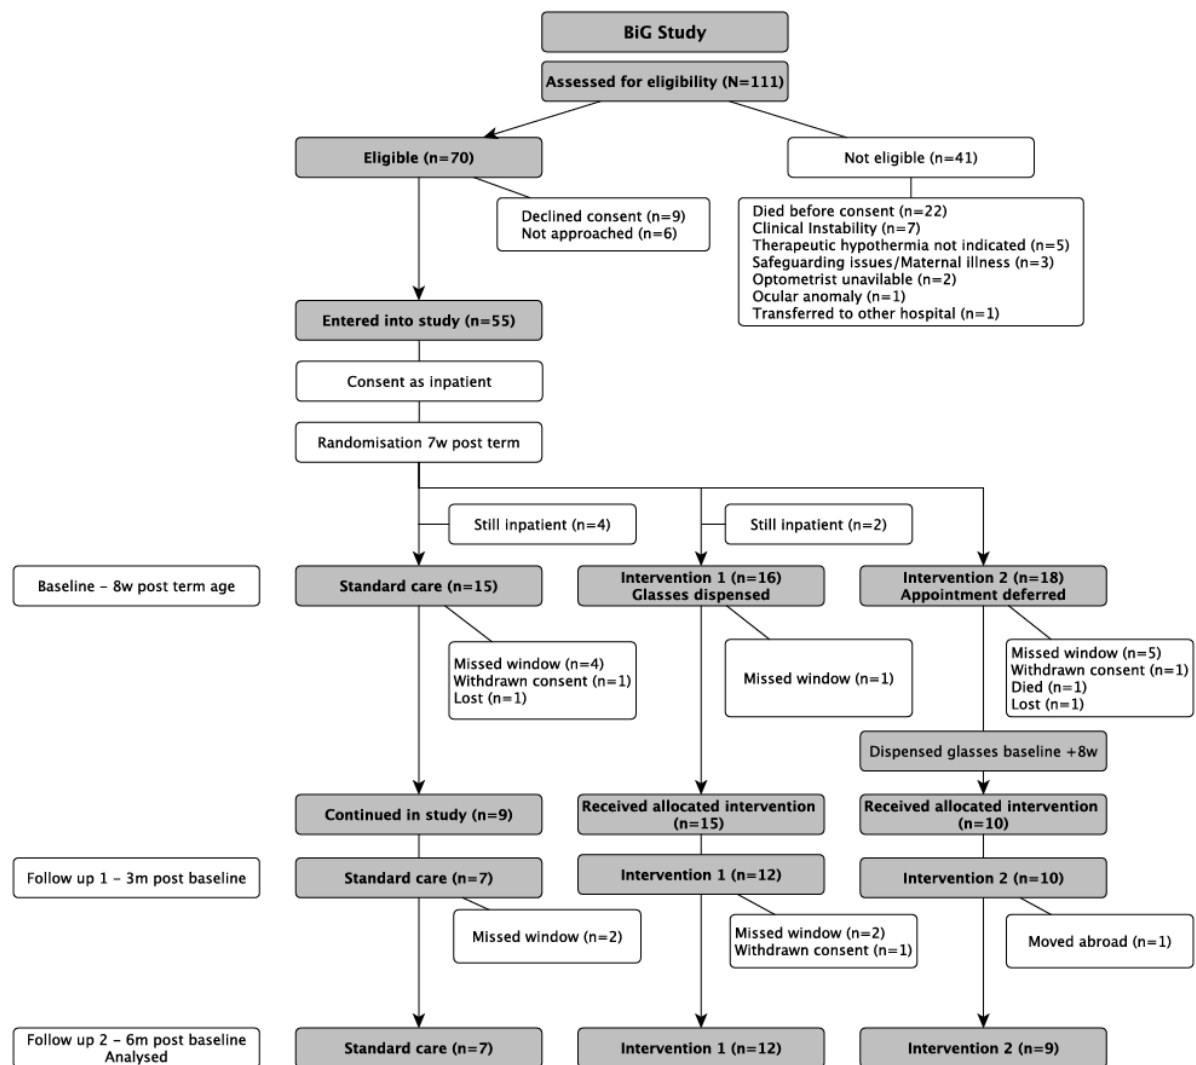 BiG Study
Assessed for eligibility (N=111)
Eligible (n=70)
Not eligible (n=41)
Declined consent (n=9)
Not approached (n=6)
Died before consent (n=22)
Clinical Instability (n=7)
Therapeutic hypothermia not indicated (n=5)
Safeguarding issues/Maternal illness (n=3)
Optometrist unavilable (n=2)
Ocular anomaly (n=1)
Transferred to other hospital (n=1)
Entered into study (n=55)
Consent as inpatient
Randomisation 7w post term
Still inpatient (n=4)
Still inpatient (n=2)
Baseline – 8w post term age
Standard care (n=15)
Intervention 1 (n=16)
Glasses dispensed
Intervention 2 (n=18)
Appointment deferred
Missed window (n=4)
Withdrawn consent (n=1)
Lost (n=1)
Missed window (n=1)
Missed window (n=5)
Withdrawn consent (n=1)
Died (n=1)
Lost (n=1)
Dispensed glasses baseline +8w
Continued in study (n=9)
Received allocated intervention
(n=15)
Received allocated intervention
(n=10)
Follow up 1 – 3m post baseline
Standard care (n=7)
Intervention 1 (n=12)
Intervention 2 (n=10)
Missed window (n=2)
Missed window (n=2)
Withdrawn consent (n=1)
Moved abroad (n=1)
Follow up 2 – 6m post baseline
Analysed
Standard care (n=7)
Intervention 1 (n=12)
Intervention 2 (n=9)